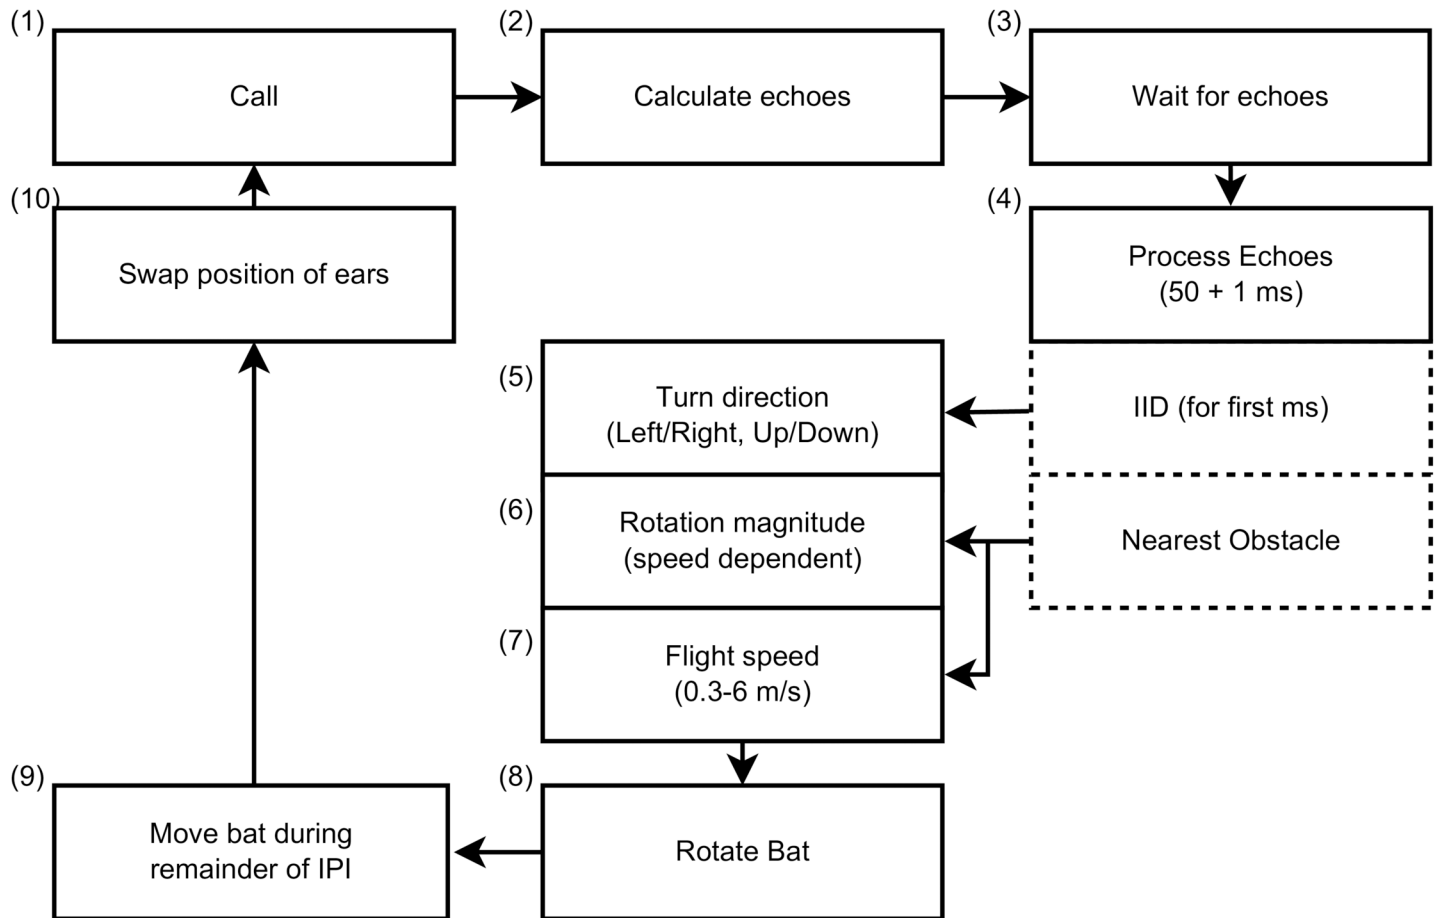 (1)
Call
(2)
Calculate echoes
(3)
Wait for echoes
(4)
Process Echoes
(50 + 1 ms)
IID (for first ms)
Nearest Obstacle
(5)
Turn direction
(Left/Right, Up/Down)
(6)
Rotation magnitude
(speed dependent)
(7)
Flight speed
(0.3-6 m/s)
(8)
Rotate Bat
(9)
Move bat during
remainder of IPI
(10)
Swap position of ears